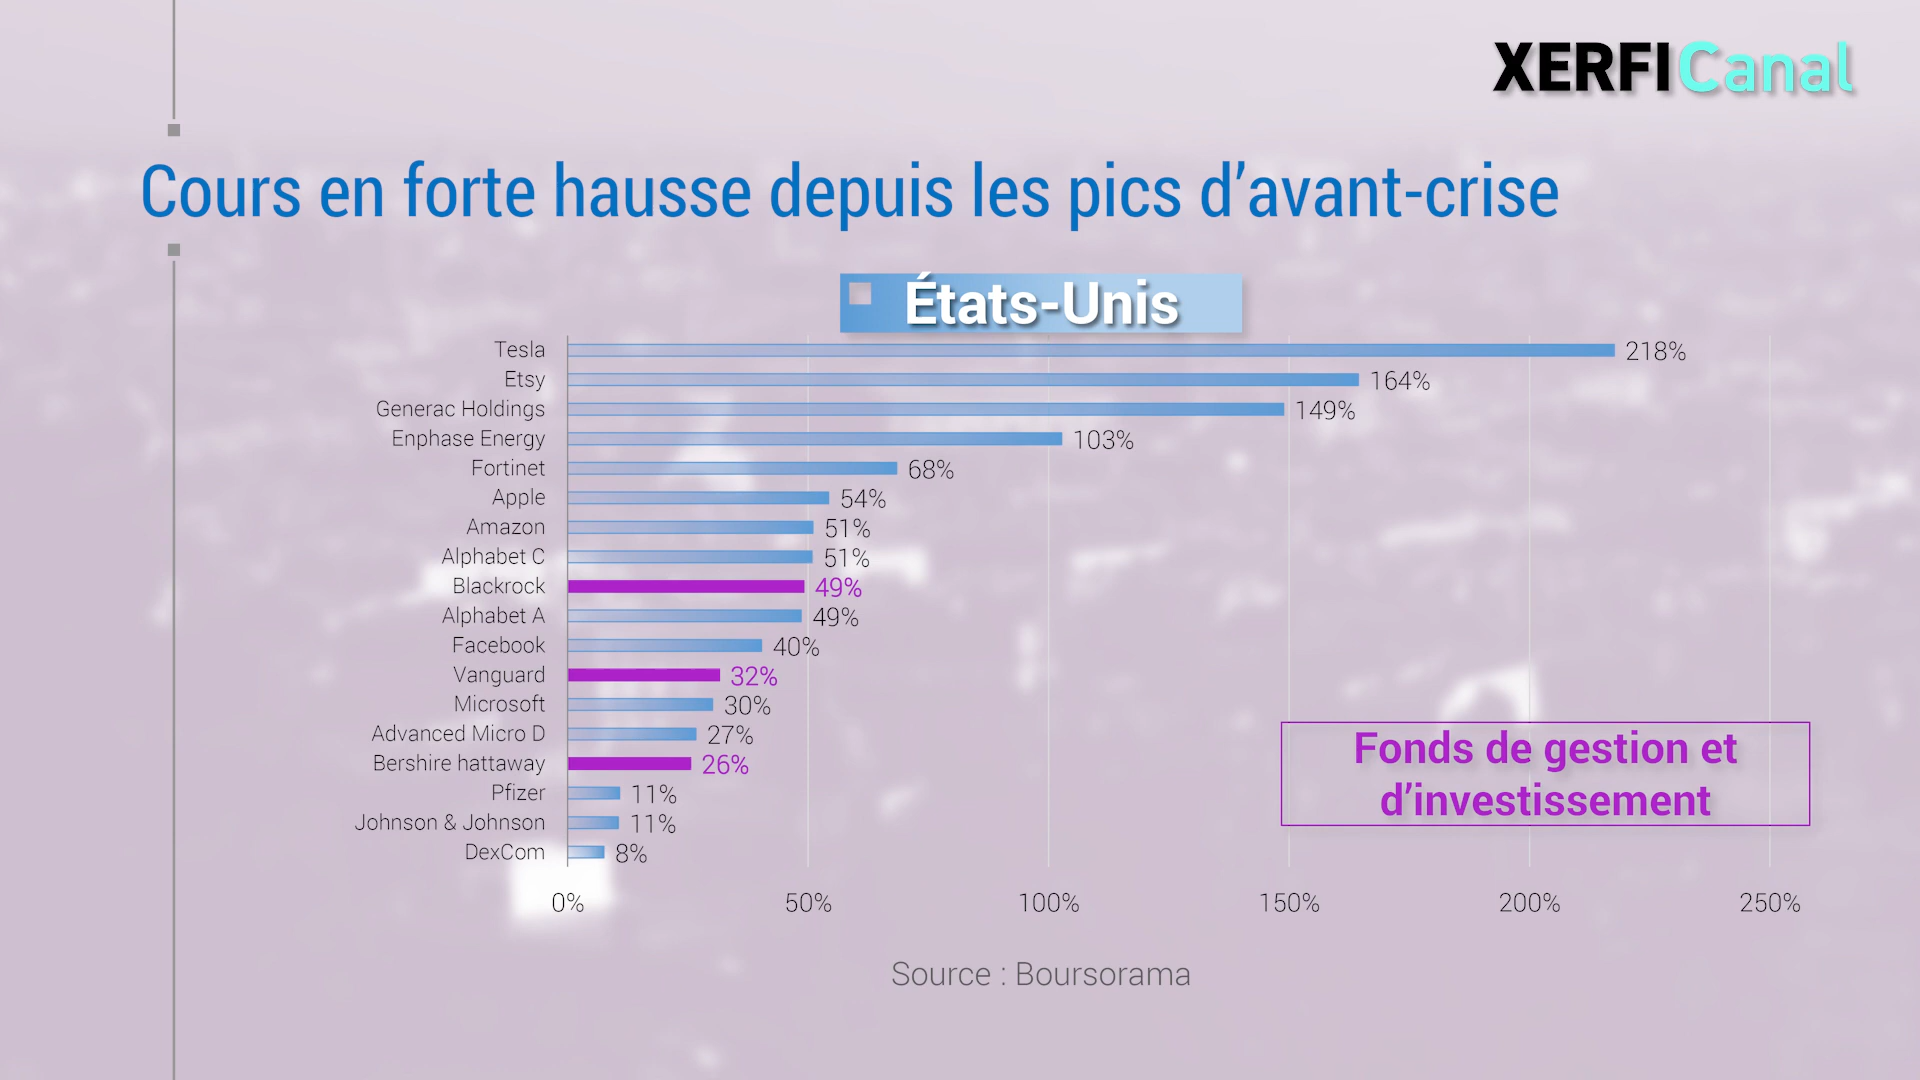 XERFI Canal
Cours en forte hausse depuis les pics d’avant-crise
États-Unis
Tesla 218%
Etsy 164%
Generac Holdings 149%
Enphase Energy 103%
Fortinet 68%
Apple 54%
Amazon 51%
Alphabet C 51%
Blackrock 49%
Alphabet A 49%
Facebook 40%
Vanguard 32%
Microsoft 30%
Advanced Micro D 27%
Bershire hattaway 26%
Pfizer 11%
Johnson & Johnson 11%
DexCom 8%
Fonds de gestion et
d’investissement
0% 50% 100% 150% 200% 250%
Source : Boursorama